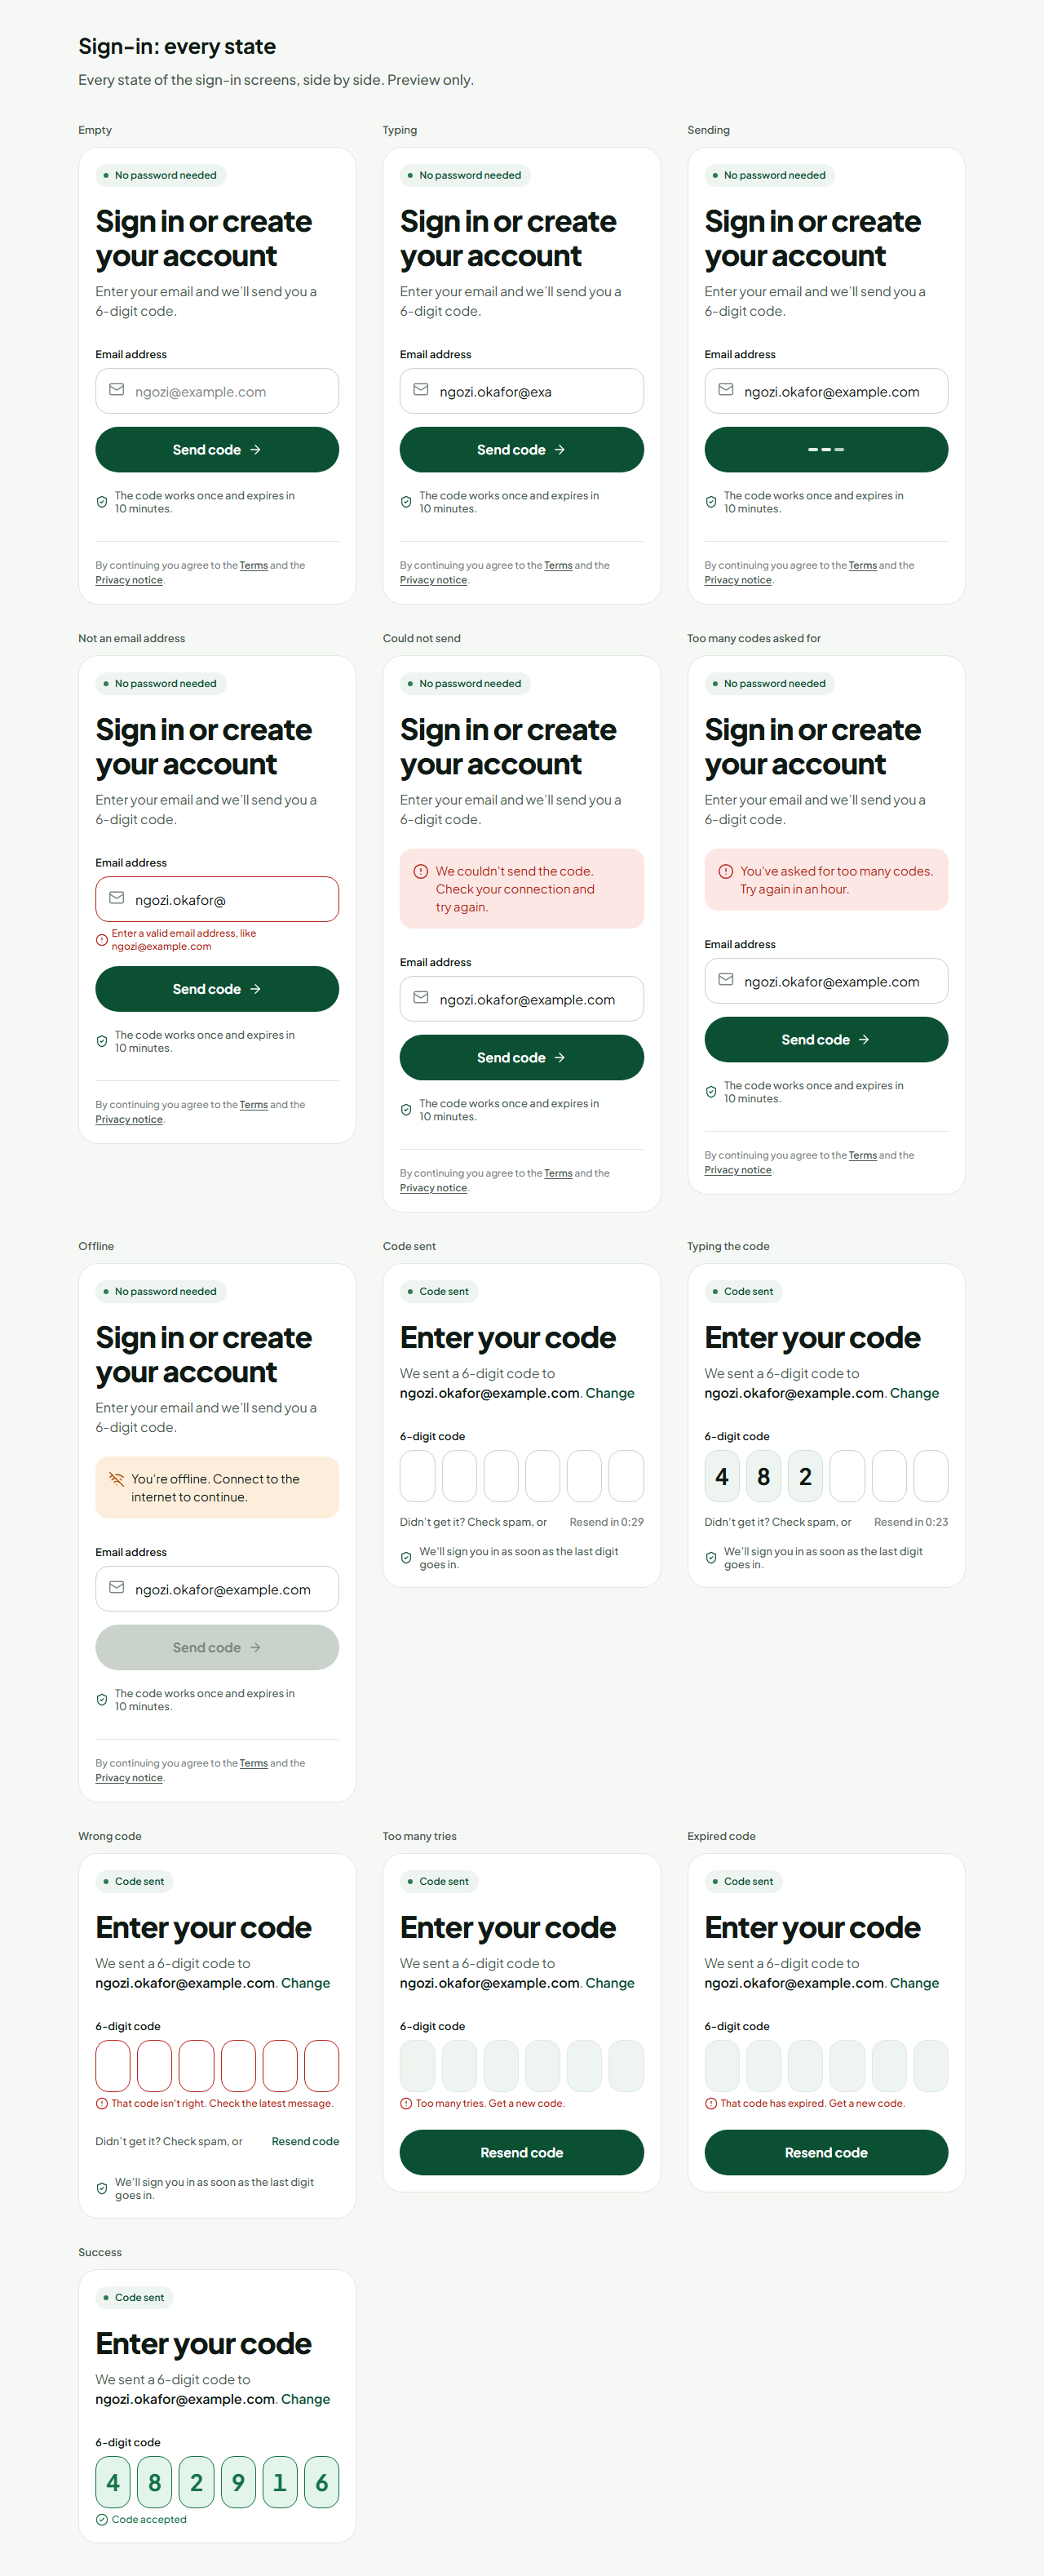 Sign-in: every state
Every state of the sign-in screens, side by side. Preview only.
Empty
No password needed
Sign in or create
your account
Enter your email and we'll send you a
6-digit code.
Email address
ngozi@example.com
Send code
The code works once and expires in
10 minutes.
By continuing you agree to the Terms and the
Privacy notice.
Typing
No password needed
Sign in or create
your account
Enter your email and we'll send you a
6-digit code.
Email address
ngozi.okafor@exa
Send code
The code works once and expires in
10 minutes.
By continuing you agree to the Terms and the
Privacy notice.
Sending
No password needed
Sign in or create
your account
Enter your email and we'll send you a
6-digit code.
Email address
ngozi.okafor@example.com
The code works once and expires in
10 minutes.
By continuing you agree to the Terms and the
Privacy notice.
Not an email address
No password needed
Sign in or create
your account
Enter your email and we'll send you a
6-digit code.
Email address
ngozi.okafor@
Enter a valid email address, like
ngozi@example.com
Send code
The code works once and expires in
10 minutes.
By continuing you agree to the Terms and the
Privacy notice.
Could not send
No password needed
Sign in or create
your account
Enter your email and we'll send you a
6-digit code.
We couldn't send the code.
Check your connection and
try again.
Email address
ngozi.okafor@example.com
Send code
The code works once and expires in
10 minutes.
By continuing you agree to the Terms and the
Privacy notice.
Too many codes asked for
No password needed
Sign in or create
your account
Enter your email and we'll send you a
6-digit code.
You've asked for too many codes.
Try again in an hour.
Email address
ngozi.okafor@example.com
Send code
The code works once and expires in
10 minutes.
By continuing you agree to the Terms and the
Privacy notice.
Offline
No password needed
Sign in or create
your account
Enter your email and we'll send you a
6-digit code.
You're offline. Connect to the
internet to continue.
Email address
ngozi.okafor@example.com
Send code
The code works once and expires in
10 minutes.
By continuing you agree to the Terms and the
Privacy notice.
Code sent
Code sent
Enter your code
We sent a 6-digit code to
ngozi.okafor@example.com. Change
6-digit code
Didn't get it? Check spam, or Resend in 0:29
We'll sign you in as soon as the last digit
goes in.
Typing the code
Code sent
Enter your code
We sent a 6-digit code to
ngozi.okafor@example.com. Change
6-digit code
4 8 2
Didn't get it? Check spam, or Resend in 0:23
We'll sign you in as soon as the last digit
goes in.
Wrong code
Code sent
Enter your code
We sent a 6-digit code to
ngozi.okafor@example.com. Change
6-digit code
That code isn't right. Check the latest message.
Didn't get it? Check spam, or Resend code
We'll sign you in as soon as the last digit
goes in.
Too many tries
Code sent
Enter your code
We sent a 6-digit code to
ngozi.okafor@example.com. Change
6-digit code
Too many tries. Get a new code.
Resend code
Expired code
Code sent
Enter your code
We sent a 6-digit code to
ngozi.okafor@example.com. Change
6-digit code
That code has expired. Get a new code.
Resend code
Success
Code sent
Enter your code
We sent a 6-digit code to
ngozi.okafor@example.com. Change
6-digit code
4 8 2 9 1 6
Code accepted